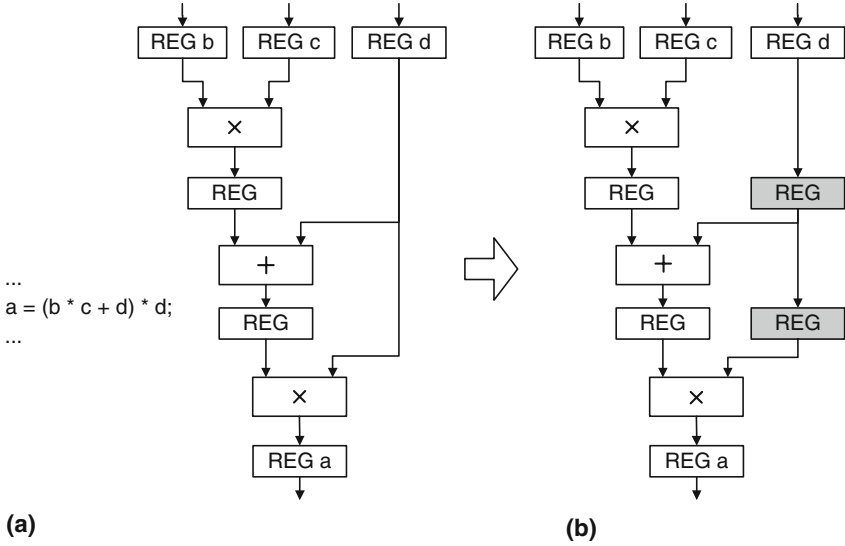 REG b REG c REG d REG b REG c REG d
× ×
REG REG REG
+ +
...
a = (b * c + d) * d;
...
REG REG REG
× ×
REG a REG a
(a) (b)